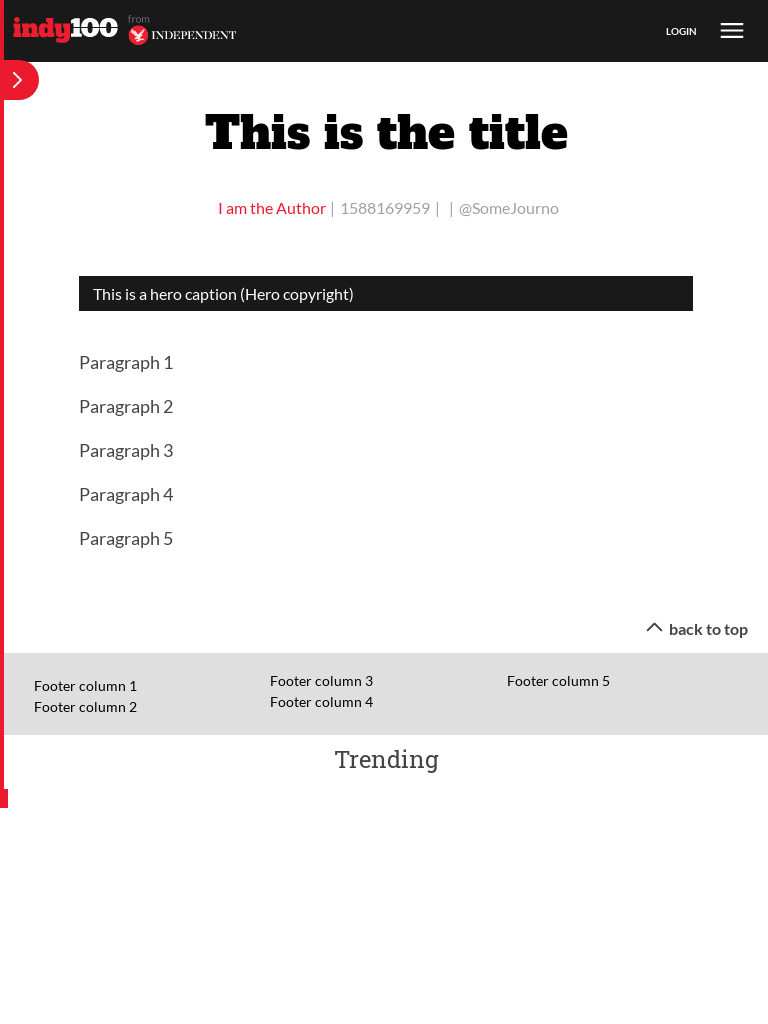 indy100 from
INDEPENDENT
LOGIN
This is the title
I am the Author | 1588169959 | | @SomeJourno
This is a hero caption (Hero copyright)
Paragraph 1
Paragraph 2
Paragraph 3
Paragraph 4
Paragraph 5
back to top
Footer column 1
Footer column 2
Footer column 3
Footer column 4
Footer column 5
Trending